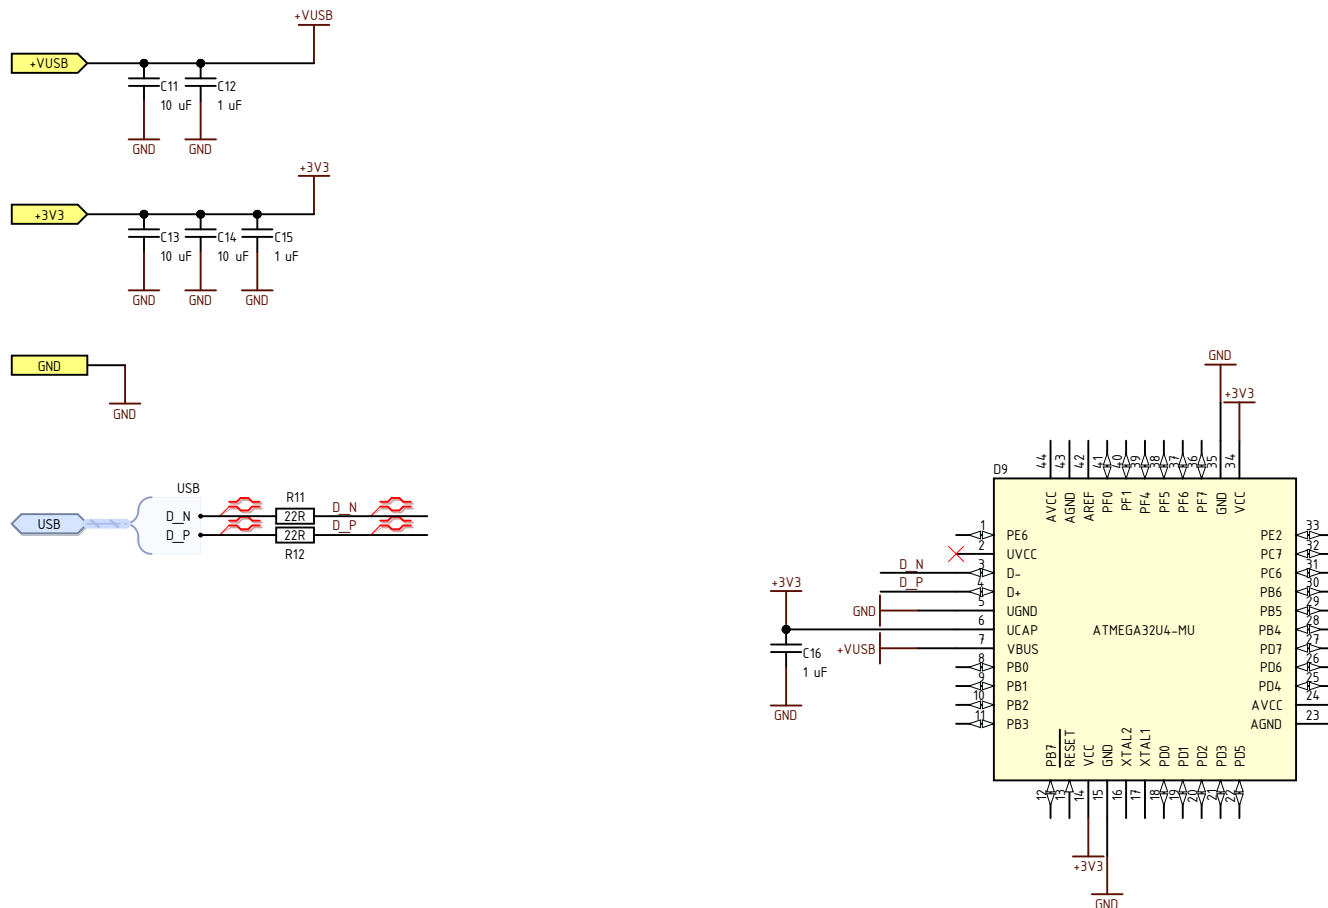 +VUSB
+VUSB
C11
C12
10 uF
1 uF
GND
GND
+3V3
+3V3
C13
C14
C15
10 uF
10 uF
1 uF
GND
GND
GND
GND
GND
USB
USB
D_N
D_P
R11
22R
22R
R12
D_N
D_P
GND
+3V3
D9
44
43
42
41
40
39
38
37
36
35
34
AVCC
AGND
AREF
PF0
PF1
PF4
PF5
PF6
PF7
GND
VCC
1 PE6
2 UVCC
D_N 3 D-
D_P 4 D+
GND 5 UGND
+3V3
6 UCAP
+VUSB 7 VBUS
C16
1 uF
GND
8 PB0
9 PB1
10 PB2
11 PB3
ATMEGA32U4-MU
PE2 33
PC7 32
PC6 31
PB6 30
PB5 29
PB4 28
PD7 27
PD6 26
PD4 25
AVCC 24
AGND 23
PB7
RESET
VCC
GND
XTAL2
XTAL1
PD0
PD1
PD2
PD3
PD5
12
13
14
15
16
17
18
19
20
21
22
+3V3
GND